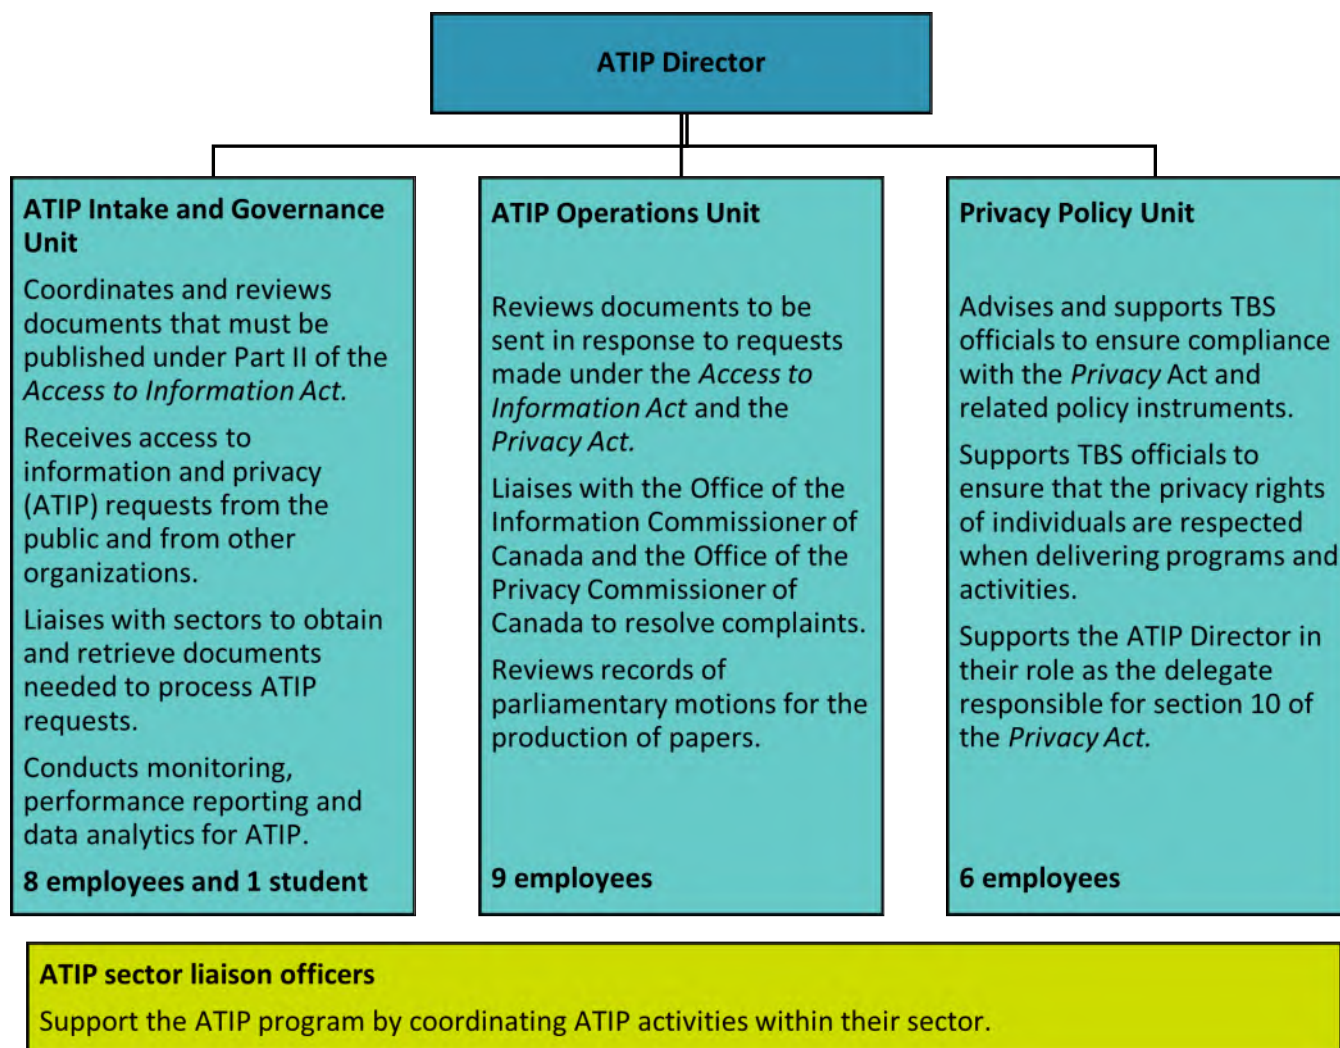 ATIP Director
ATIP Intake and Governance
Unit
Coordinates and reviews
documents that must be
published under Part II of the
Access to Information Act.
Receives access to
information and privacy
(ATIP) requests from the
public and from other
organizations.
Liaises with sectors to obtain
and retrieve documents
needed to process ATIP
requests.
Conducts monitoring,
performance reporting and
data analytics for ATIP.
8 employees and 1 student
ATIP Operations Unit
Reviews documents to be
sent in response to requests
made under the Access to
Information Act and the
Privacy Act.
Liaises with the Office of the
Information Commissioner of
Canada and the Office of the
Privacy Commissioner of
Canada to resolve complaints.
Reviews records of
parliamentary motions for the
production of papers.
9 employees
Privacy Policy Unit
Advises and supports TBS
officials to ensure compliance
with the Privacy Act and
related policy instruments.
Supports TBS officials to
ensure that the privacy rights
of individuals are respected
when delivering programs and
activities.
Supports the ATIP Director in
their role as the delegate
responsible for section 10 of
the Privacy Act.
6 employees
ATIP sector liaison officers
Support the ATIP program by coordinating ATIP activities within their sector.